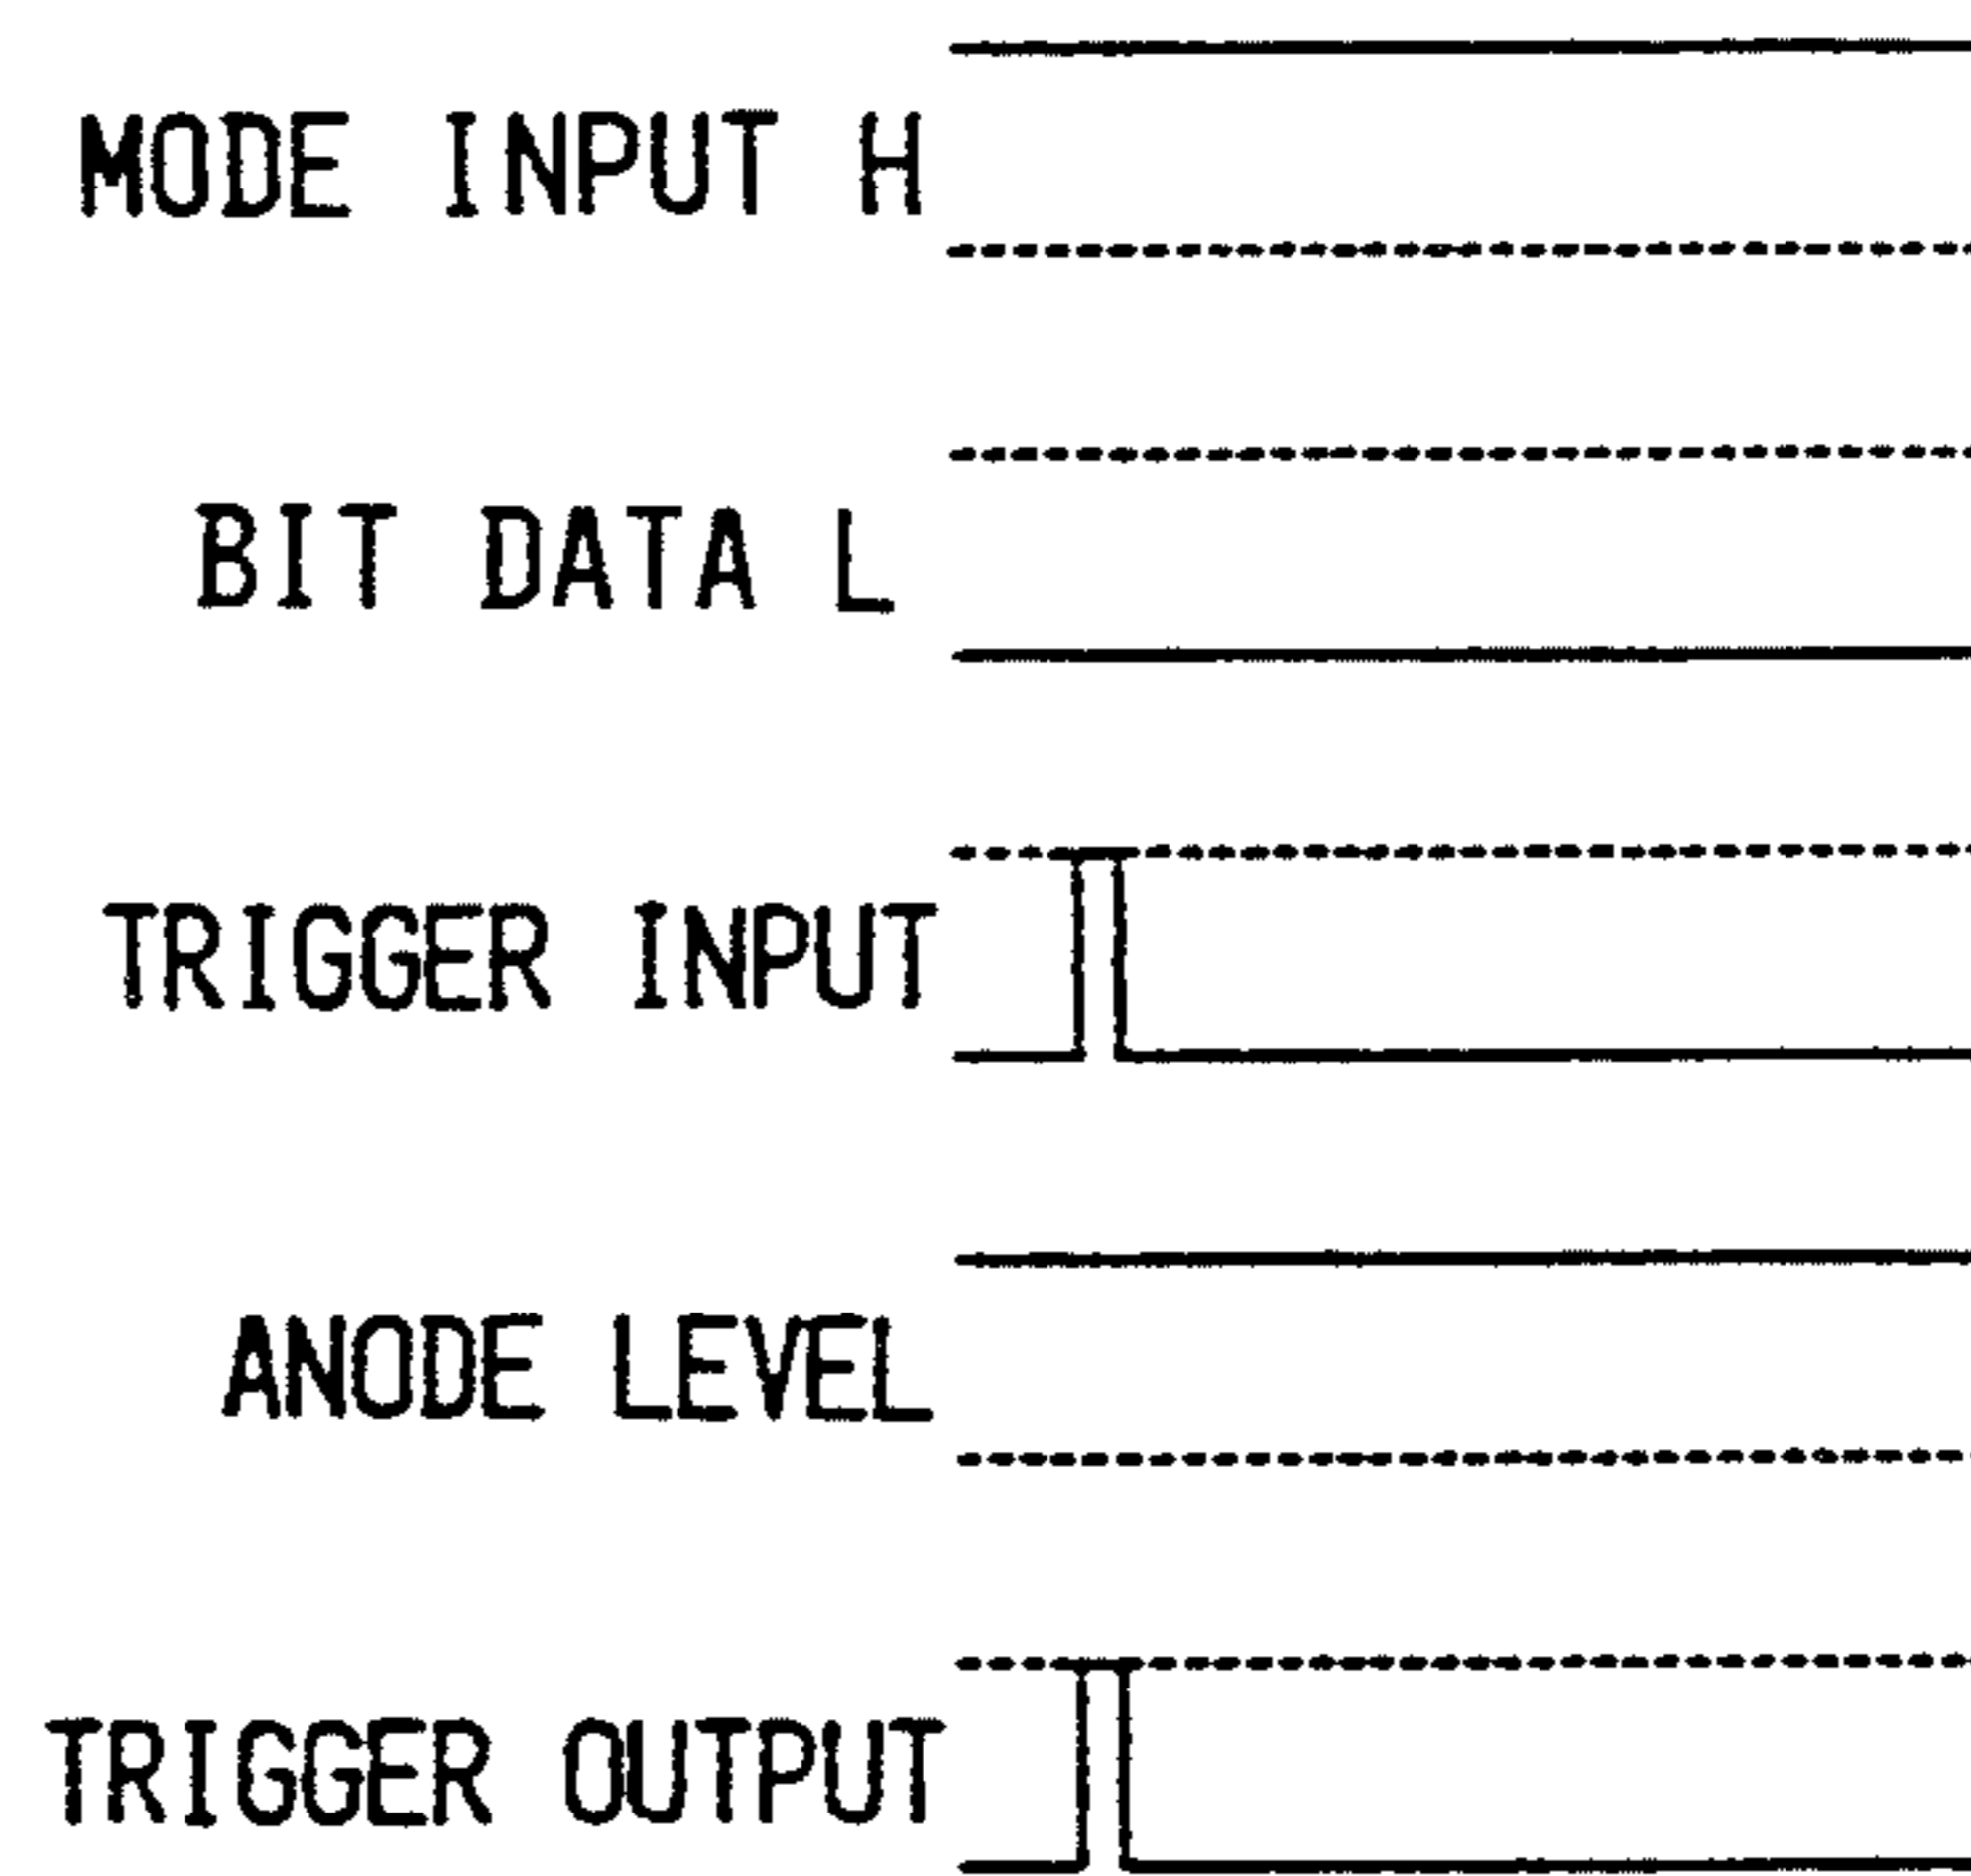 MODE INPUT H
BIT DATA L
TRIGGER INPUT
ANODE LEVEL
TRIGGER OUTPUT